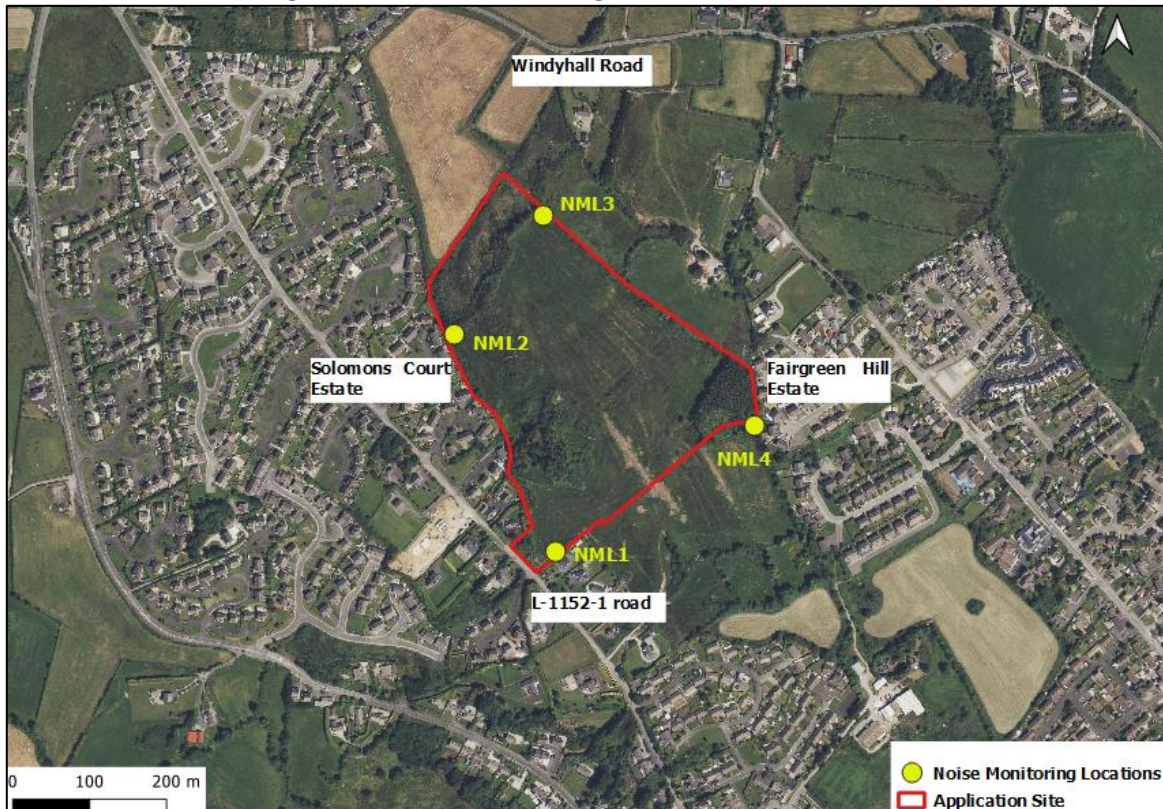 Windyhall Road
NML3
NML2
Solomons Court
Estate
Fairgreen Hill
Estate
NML4
NML1
L-1152-1 road
0 100 200 m
Noise Monitoring Locations
Application Site